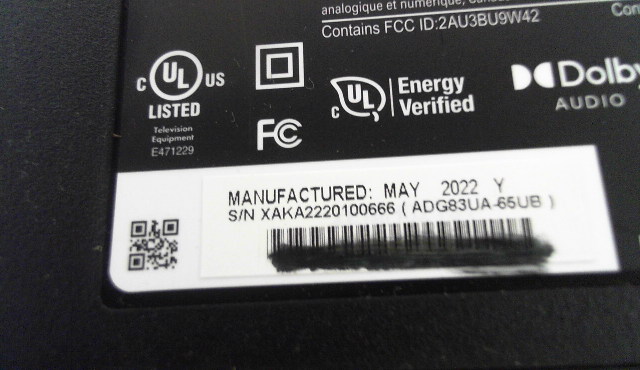 analogique et numérique,
Contains FCC ID:2AU3BU9W42
Con
c UL US
LISTED
Television
Equipment
E471229
FC
c UL Energy
Verified
Dolby
AUDIO
MANUFACTURED: MAY 2022 Y
S/N XAKA2220100666 ( ADG83UA-65UB )